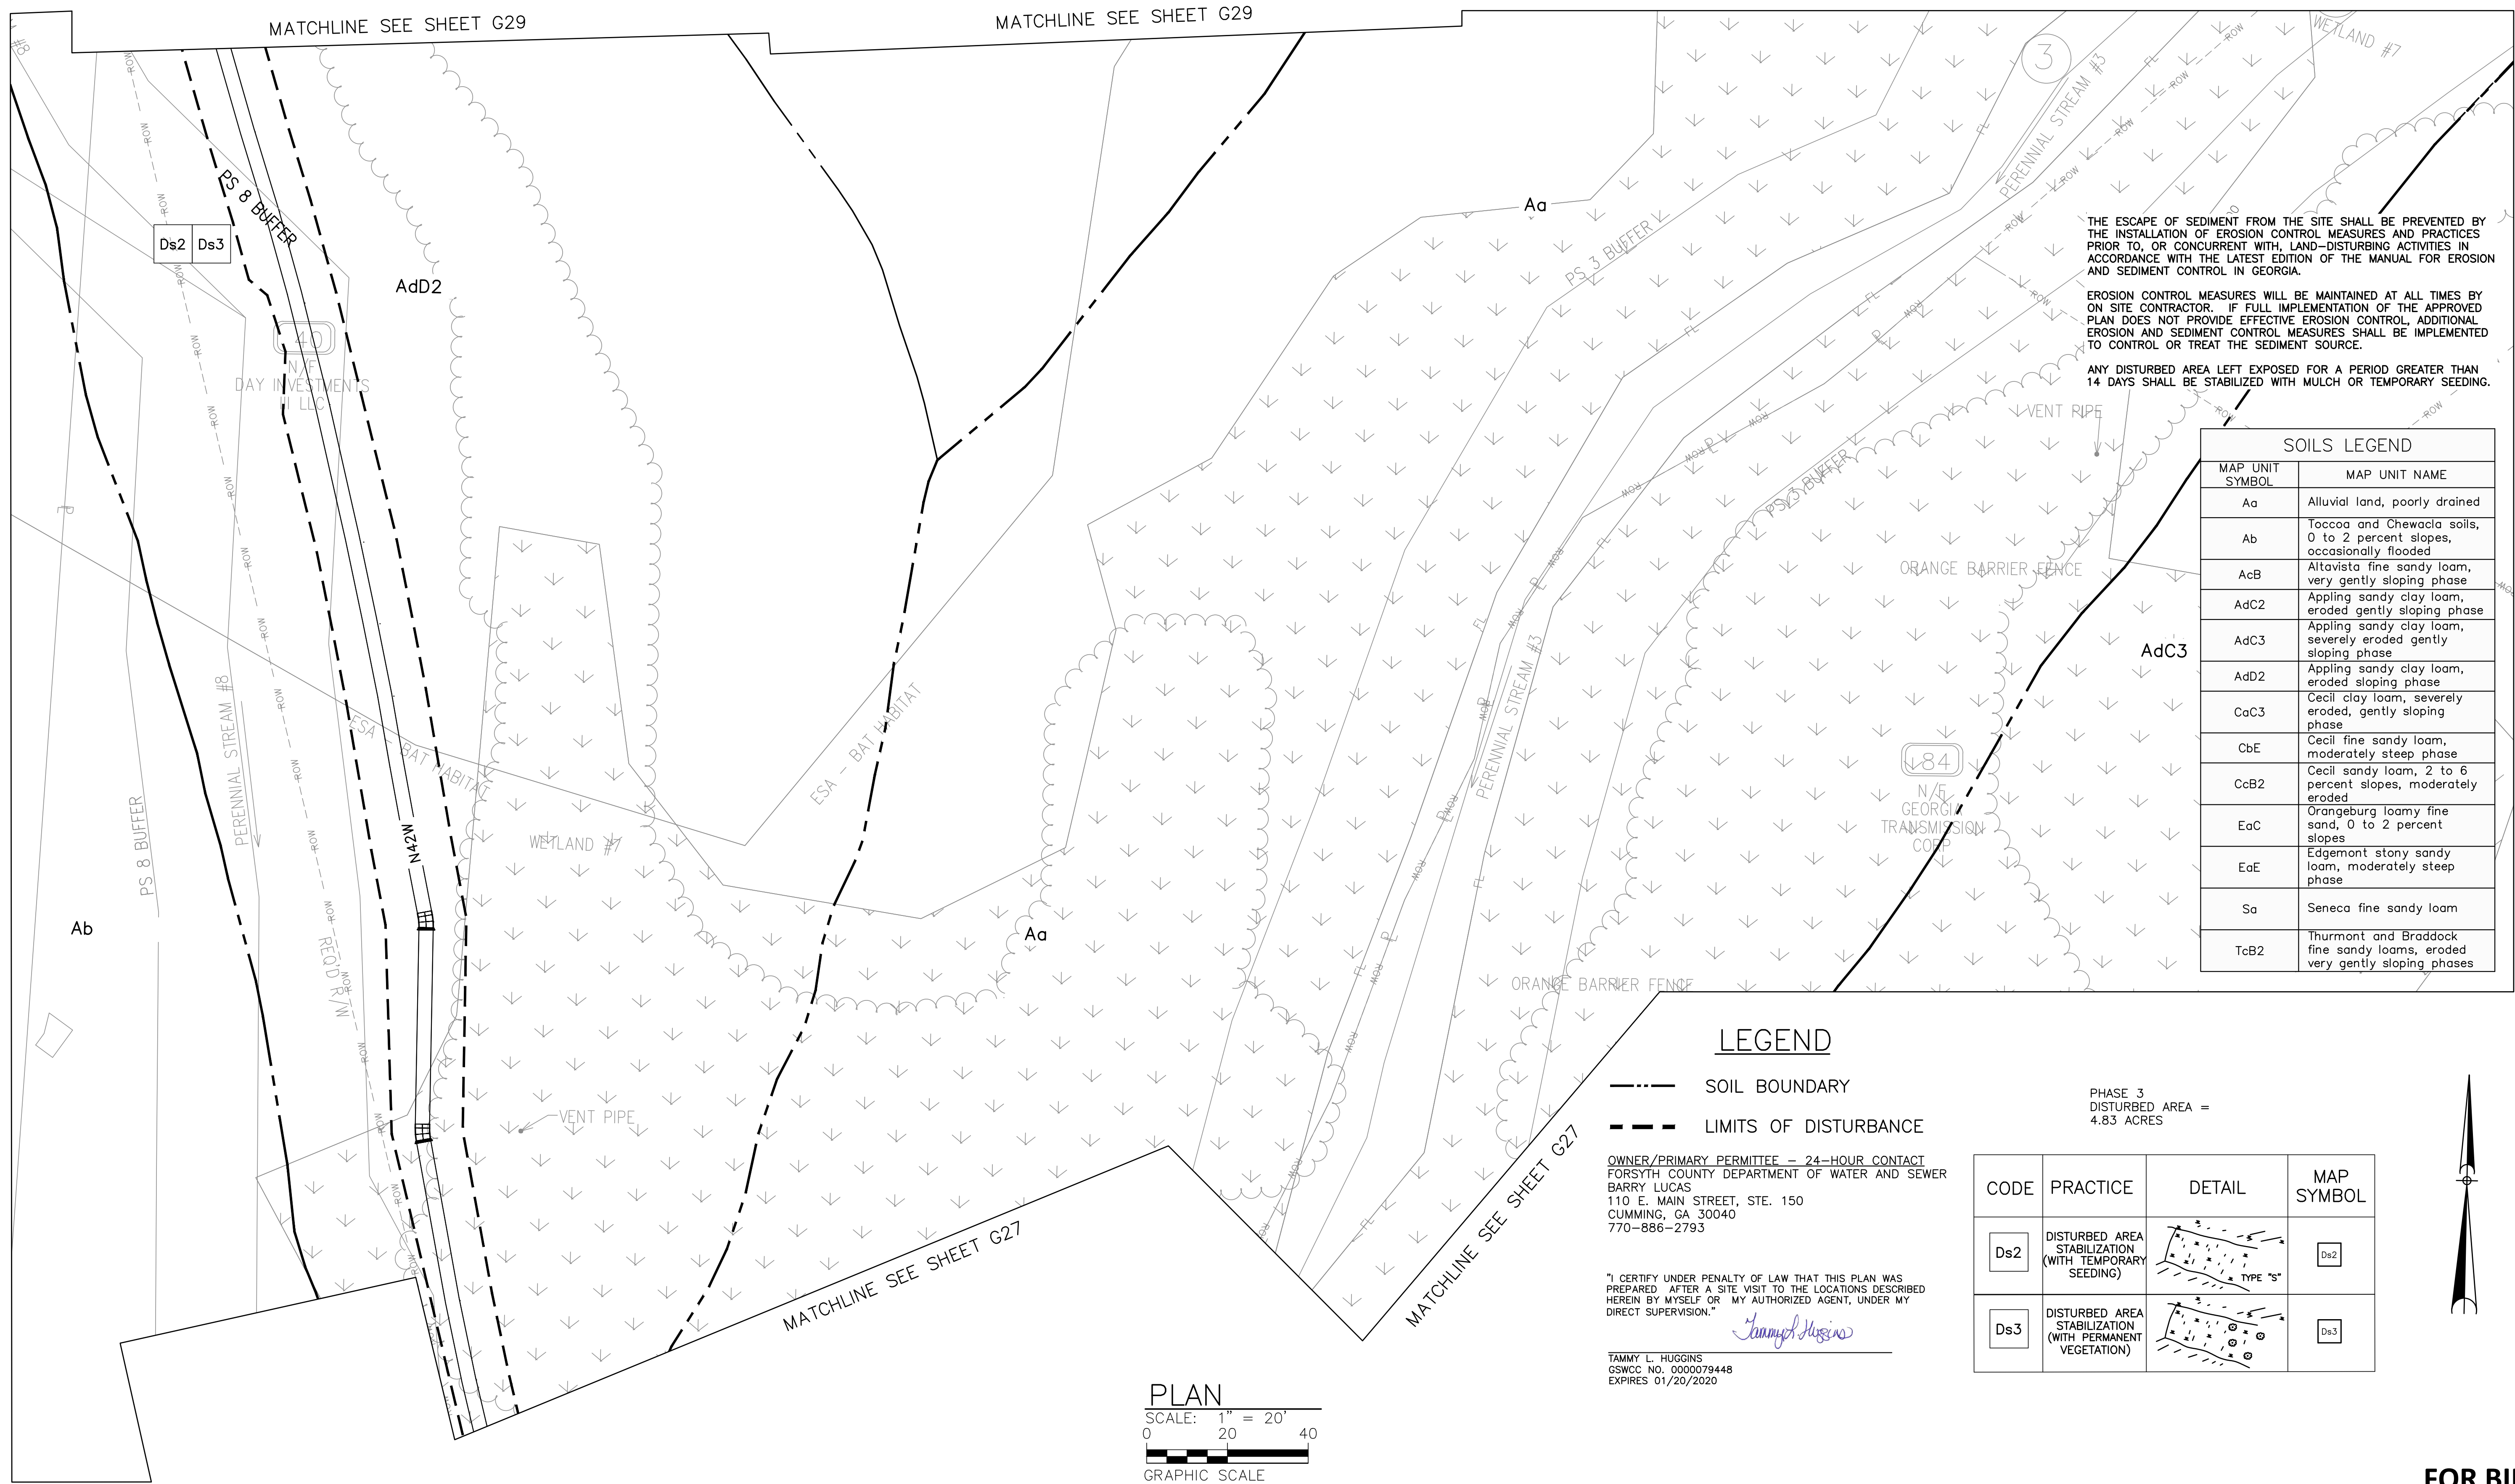 MATCHLINE SEE SHEET G29
MATCHLINE SEE SHEET G29
WETLAND #7
#8
ROW
FL
3
PERENNIAL STREAM #3
PS 8 BUFFER
Ds2 Ds3
AdD2
Aa
PS 3 BUFFER
40
N/F
DAY INVESTMENTS
III LLC
THE ESCAPE OF SEDIMENT FROM THE SITE SHALL BE PREVENTED BY
THE INSTALLATION OF EROSION CONTROL MEASURES AND PRACTICES
PRIOR TO, OR CONCURRENT WITH, LAND-DISTURBING ACTIVITIES IN
ACCORDANCE WITH THE LATEST EDITION OF THE MANUAL FOR EROSION
AND SEDIMENT CONTROL IN GEORGIA.
EROSION CONTROL MEASURES WILL BE MAINTAINED AT ALL TIMES BY
ON SITE CONTRACTOR. IF FULL IMPLEMENTATION OF THE APPROVED
PLAN DOES NOT PROVIDE EFFECTIVE EROSION CONTROL, ADDITIONAL
EROSION AND SEDIMENT CONTROL MEASURES SHALL BE IMPLEMENTED
TO CONTROL OR TREAT THE SEDIMENT SOURCE.
ANY DISTURBED AREA LEFT EXPOSED FOR A PERIOD GREATER THAN
14 DAYS SHALL BE STABILIZED WITH MULCH OR TEMPORARY SEEDING.
VENT PIPE
PS 3 BUFFER
ORANGE BARRIER FENCE
AdC3
84
N/F
GEORGIA
TRANSMISSION
CORP
SOILS LEGEND
MAP UNIT
SYMBOL
MAP UNIT NAME
Aa
Alluvial land, poorly drained
Ab
Toccoa and Chewacla soils,
0 to 2 percent slopes,
occasionally flooded
AcB
Altavista fine sandy loam,
very gently sloping phase
AdC2
Appling sandy clay loam,
eroded gently sloping phase
AdC3
Appling sandy clay loam,
severely eroded gently
sloping phase
AdD2
Appling sandy clay loam,
eroded sloping phase
CaC3
Cecil clay loam, severely
eroded, gently sloping
phase
CbE
Cecil fine sandy loam,
moderately steep phase
CcB2
Cecil sandy loam, 2 to 6
percent slopes, moderately
eroded
EaC
Orangeburg loamy fine
sand, 0 to 2 percent
slopes
EaE
Edgemont stony sandy
loam, moderately steep
phase
Sa
Seneca fine sandy loam
TcB2
Thurmont and Braddock
fine sandy loams, eroded
very gently sloping phases
PERENNIAL STREAM #8
ESA - BAT HABITAT
ESA - BAT HABITAT
PERENNIAL STREAM #3
PS 8 BUFFER
N42W
WETLAND #7
Ab
Aa
REQ'D R/W
ORANGE BARRIER FENCE
VENT PIPE
MATCHLINE SEE SHEET G27
MATCHLINE SEE SHEET G27
LEGEND
SOIL BOUNDARY
LIMITS OF DISTURBANCE
OWNER/PRIMARY PERMITTEE - 24-HOUR CONTACT
FORSYTH COUNTY DEPARTMENT OF WATER AND SEWER
BARRY LUCAS
110 E. MAIN STREET, STE. 150
CUMMING, GA 30040
770-886-2793
"I CERTIFY UNDER PENALTY OF LAW THAT THIS PLAN WAS
PREPARED AFTER A SITE VISIT TO THE LOCATIONS DESCRIBED
HEREIN BY MYSELF OR MY AUTHORIZED AGENT, UNDER MY
DIRECT SUPERVISION."
Tammy L Huggins
TAMMY L. HUGGINS
GSWCC NO. 0000079448
EXPIRES 01/20/2020
PHASE 3
DISTURBED AREA =
4.83 ACRES
CODE PRACTICE DETAIL MAP
SYMBOL
Ds2
DISTURBED AREA
STABILIZATION
(WITH TEMPORARY
SEEDING)
TYPE "S"
Ds2
Ds3
DISTURBED AREA
STABILIZATION
(WITH PERMANENT
VEGETATION)
Ds3
PLAN
SCALE: 1" = 20'
0 20 40
GRAPHIC SCALE